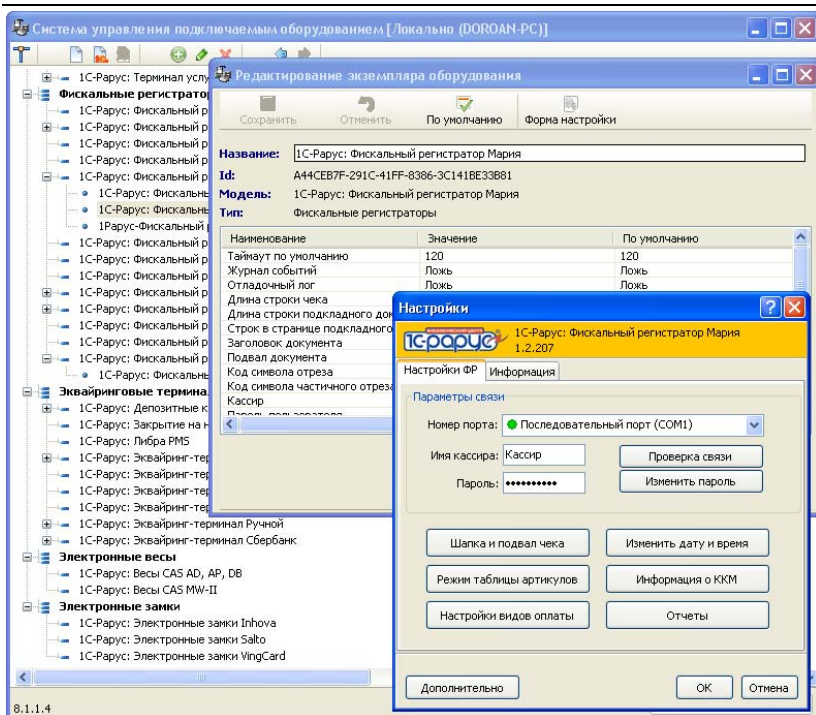 Система управления подключаемым оборудованием [Локально (DOROAN-PC)]
1С-Рарус: Терминал услу
Фискальные регистратор
1С-Рарус: Фискальный р
1С-Рарус: Фискальный р
1С-Рарус: Фискальный р
1С-Рарус: Фискальный р
1С-Рарус: Фискальн
1С-Рарус: Фискальн
1Рарус-Фискальный
1С-Рарус: Фискальный р
1С-Рарус: Фискальный р
1С-Рарус: Фискальный р
1С-Рарус: Фискальный р
1С-Рарус: Фискальный р
1С-Рарус: Фискальный р
1С-Рарус: Фискальный р
1С-Рарус: Фискальный р
1С-Рарус: Фискальн
Эквайринговые термина
1С-Рарус: Депозитные к
1С-Рарус: Закрытие на н
1С-Рарус: Либра PMS
1С-Рарус: Эквайринг-тер
1С-Рарус: Эквайринг-тер
1С-Рарус: Эквайринг-тер
1С-Рарус: Эквайринг-тер
1С-Рарус: Эквайринг-терминал Ручной
1С-Рарус: Эквайринг-терминал Сбербанк
Электронные весы
1С-Рарус: Весы CAS AD, AP, DB
1С-Рарус: Весы CAS MW-II
Электронные замки
1С-Рарус: Электронные замки Inhova
1С-Рарус: Электронные замки Salto
1С-Рарус: Электронные замки VingCard
8.1.1.4
Редактирование экземпляра оборудования
Сохранить Отменить По умолчанию Форма настройки
Название: 1С-Рарус: Фискальный регистратор Мария
Id: A44CEB7F-291C-41FF-8386-3C141BE33B81
Модель: 1С-Рарус: Фискальный регистратор Мария
Тип: Фискальные регистраторы
Наименование Значение По умолчанию
Таймаут по умолчанию 120 120
Журнал событий Ложь Ложь
Отладочный лог Ложь Ложь
Длина строки чека
Длина строки подкладного док
Строк в странице подкладного
Заголовок документа
Подвал документа
Код символа отреза
Код символа частичного отреза
Кассир
Пароль пользователя
Настройки
1С-рарус
1С-Рарус: Фискальный регистратор Мария
1.2.207
Настройки ФР Информация
Параметры связи
Номер порта: Последовательный порт (COM1)
Имя кассира: Кассир Проверка связи
Пароль: •••••••••• Изменить пароль
Шапка и подвал чека Изменить дату и время
Режим таблицы артикулов Информация о ККМ
Настройки видов оплаты Отчеты
Дополнительно OK Отмена